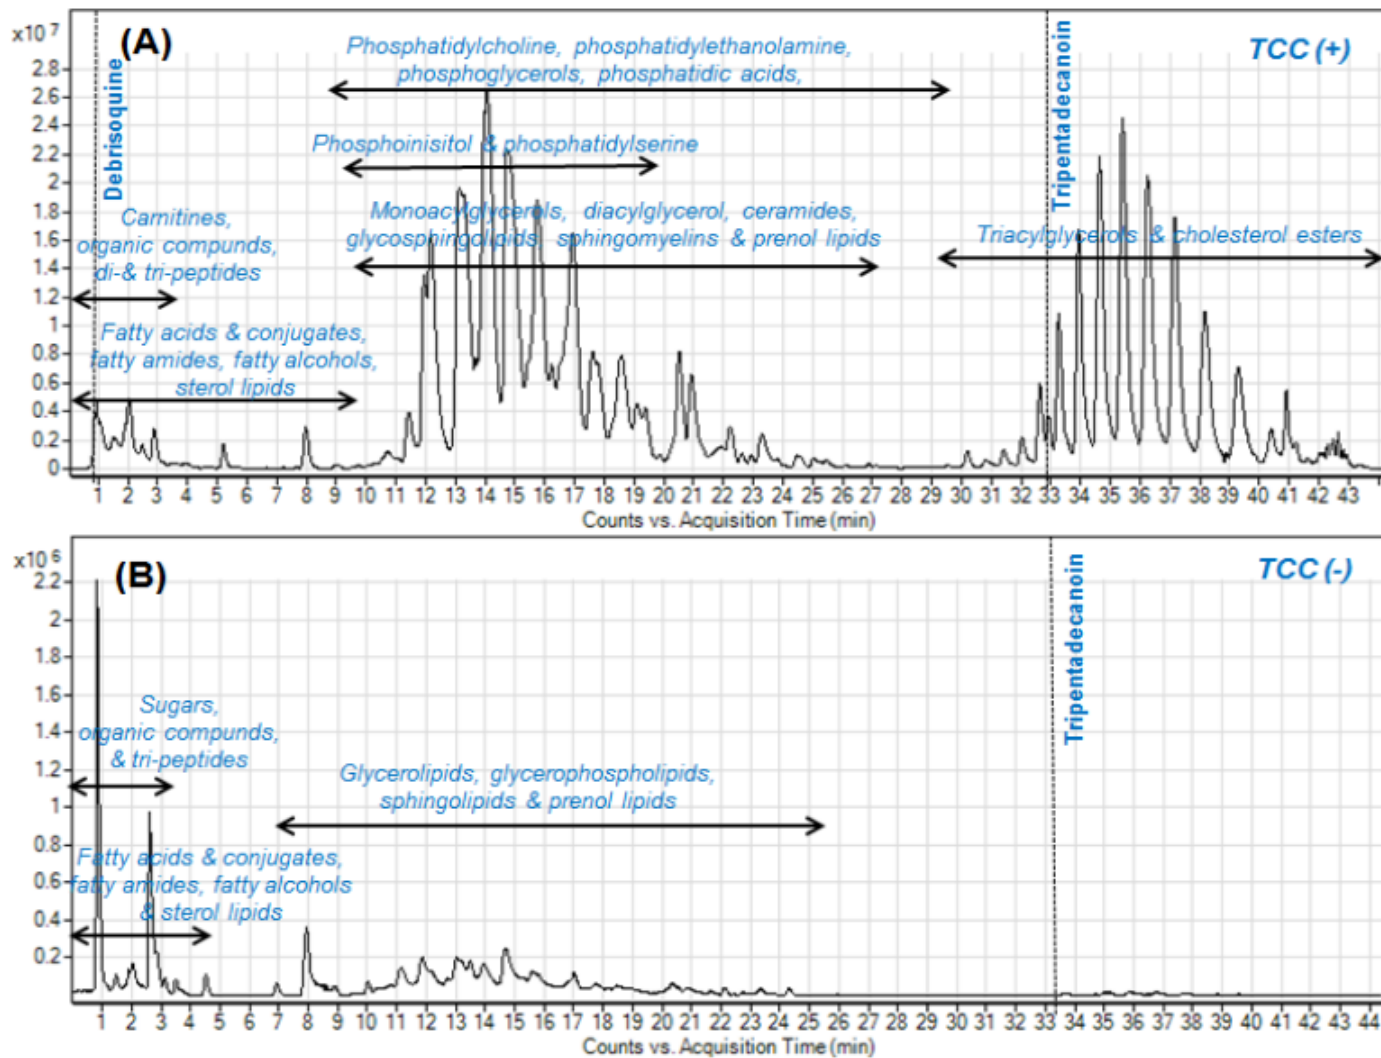 x10 7
(A)
TCC (+)
Phosphatidylcholine, phosphatidylethanolamine,
phosphoglycerols, phosphatidic acids,
Debrisoquine
Tripentadecanoin
Phosphoinisitol & phosphatidylserine
Carnitines,
organic compunds,
di-& tri-peptides
Monoacylglycerols, diacylglycerol, ceramides,
glycosphingolipids, sphingomyelins & prenol lipids
Triacylglycerols & cholesterol esters
Fatty acids & conjugates,
fatty amides, fatty alcohols,
sterol lipids
2.8
2.6
2.4
2.2
2
1.8
1.6
1.4
1.2
1
0.8
0.6
0.4
0.2
0
1 2 3 4 5 6 7 8 9 10 11 12 13 14 15 16 17 18 19 20 21 22 23 24 25 26 27 28 29 30 31 32 33 34 35 36 37 38 39 40 41 42 43
Counts vs. Acquisition Time (min)
x10 6
(B)
TCC (-)
Tripentadecanoin
Sugars,
organic compunds,
& tri-peptides
Glycerolipids, glycerophospholipids,
sphingolipids & prenol lipids
Fatty acids & conjugates,
fatty amides, fatty alcohols
& sterol lipids
2.2
2
1.8
1.6
1.4
1.2
1
0.8
0.6
0.4
0.2
1 2 3 4 5 6 7 8 9 10 11 12 13 14 15 16 17 18 19 20 21 22 23 24 25 26 27 28 29 30 31 32 33 34 35 36 37 38 39 40 41 42 43 44
Counts vs. Acquisition Time (min)